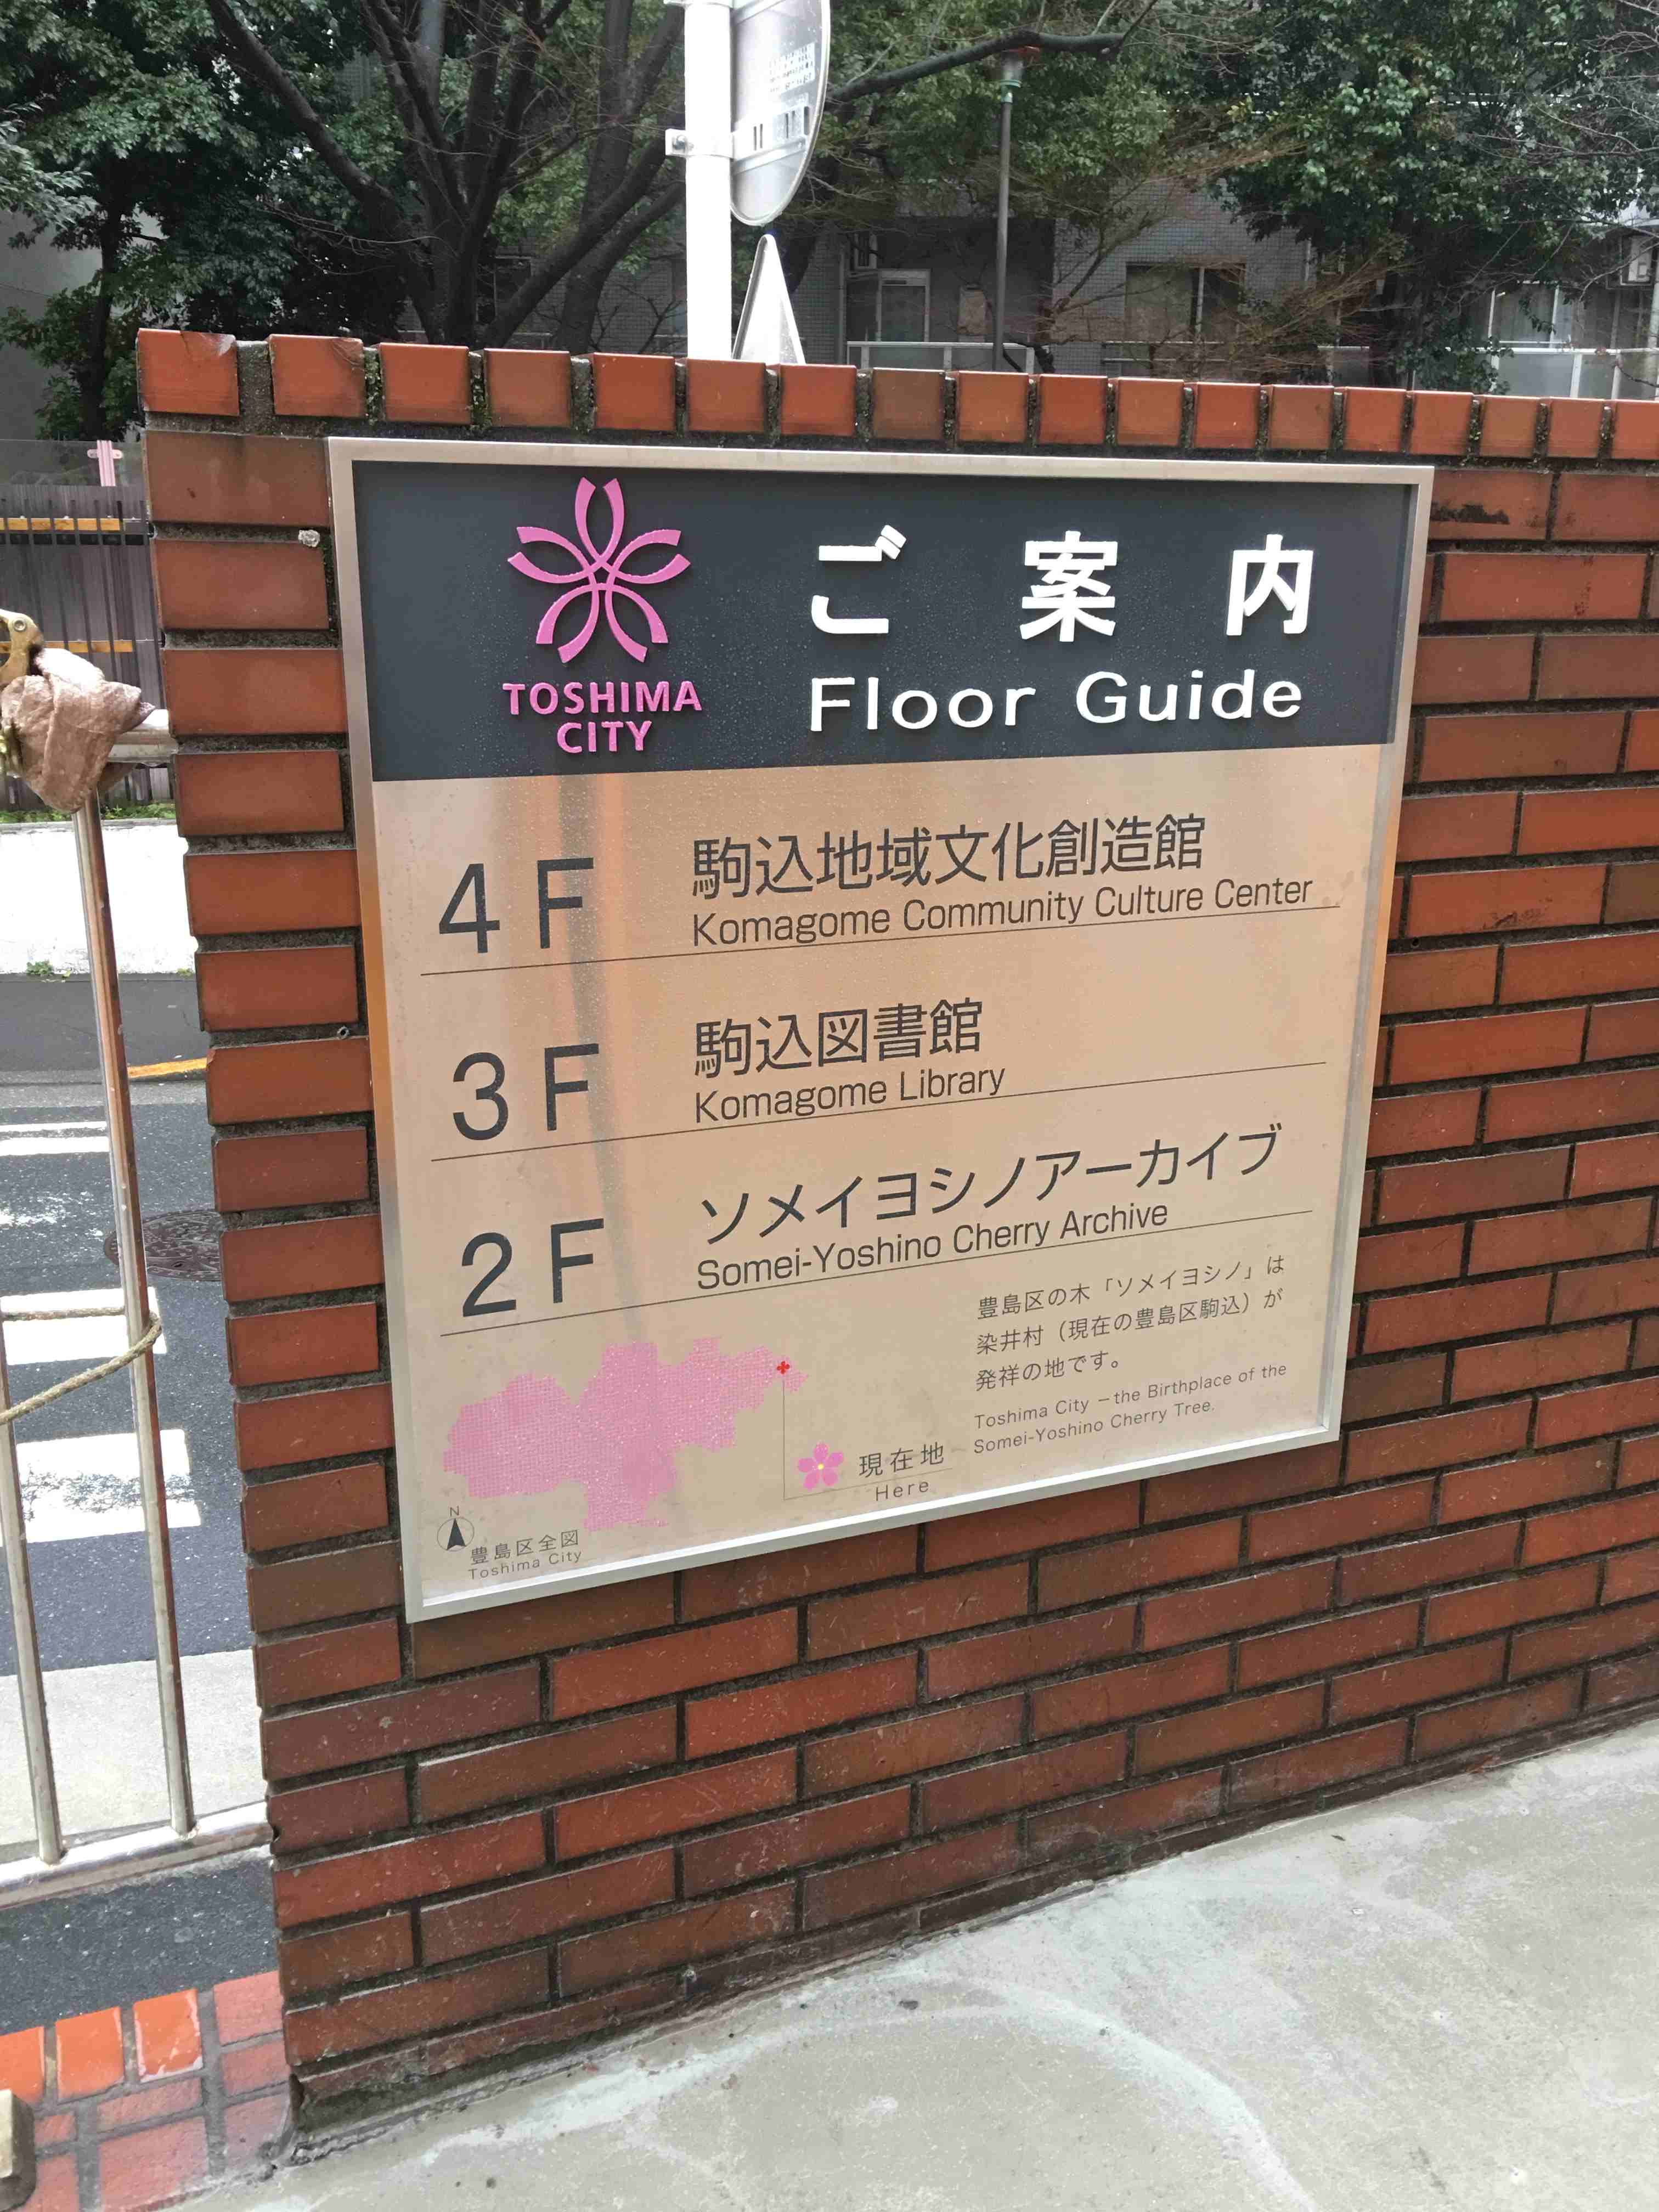 TOSHIMA
CITY
ご案内
Floor Guide
4F 駒込地域文化創造館
Komagome Community Culture Center
3F 駒込図書館
Komagome Library
2F ソメイヨシノアーカイブ
Somei-Yoshino Cherry Archive
豊島区の木「ソメイヨシノ」は
染井村（現在の豊島区駒込）が
発祥の地です。
Toshima City －the Birthplace of the
Somei-Yoshino Cherry Tree.
現在地
Here
N
豊島区全図
Toshima City